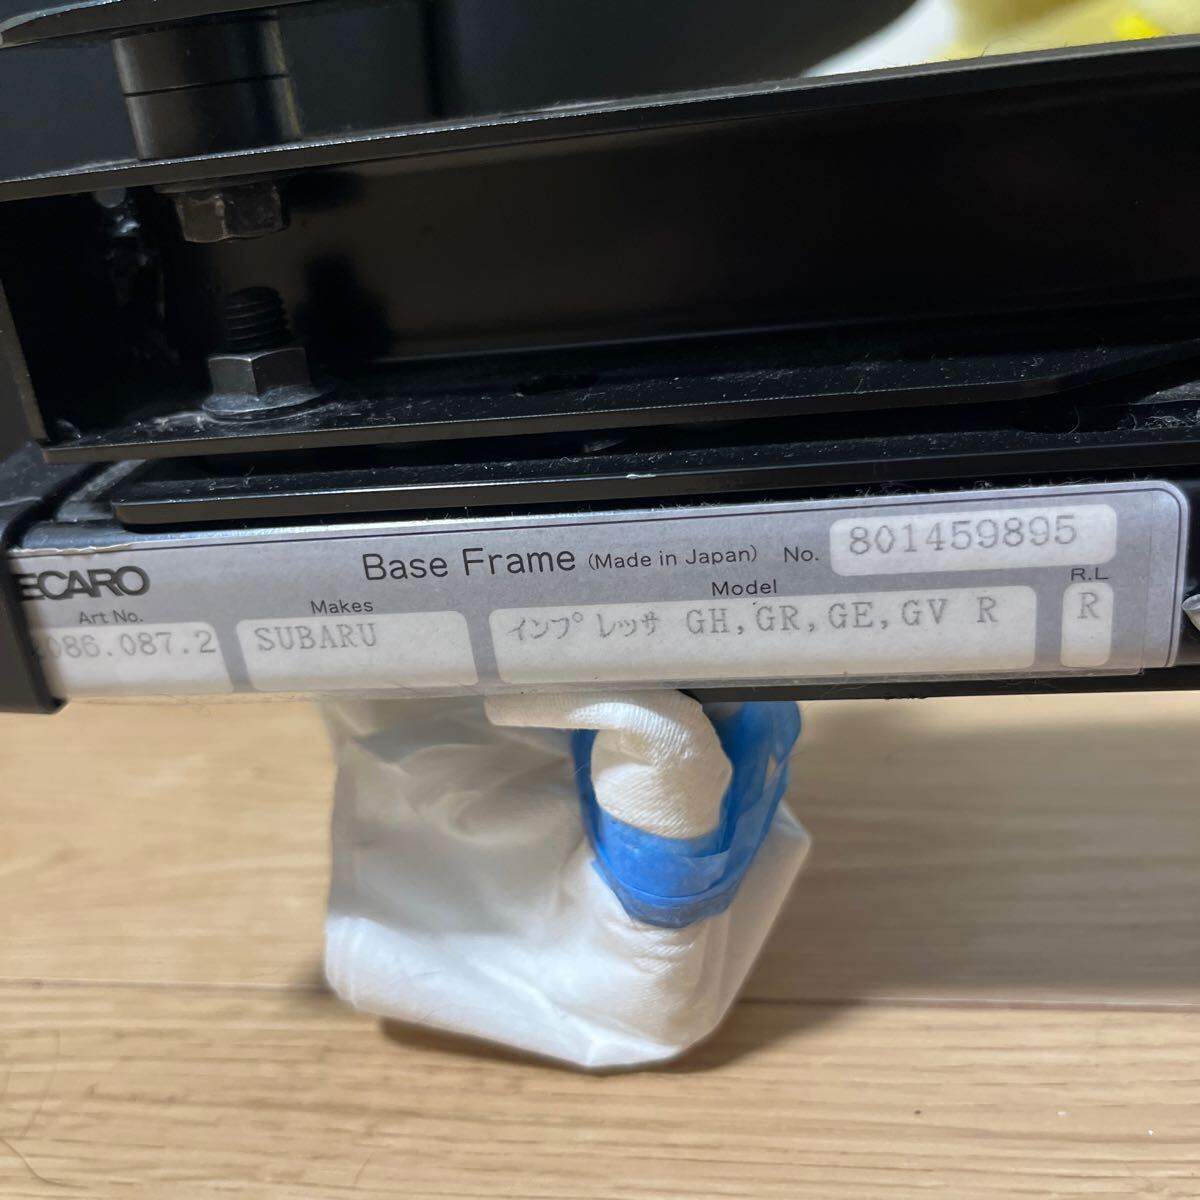 Base Frame (Made in Japan) No. 801459895
ECARO
Art No. Makes Model R.L
086.087.2 SUBARU インプレッサ GH,GR,GE,GV R R